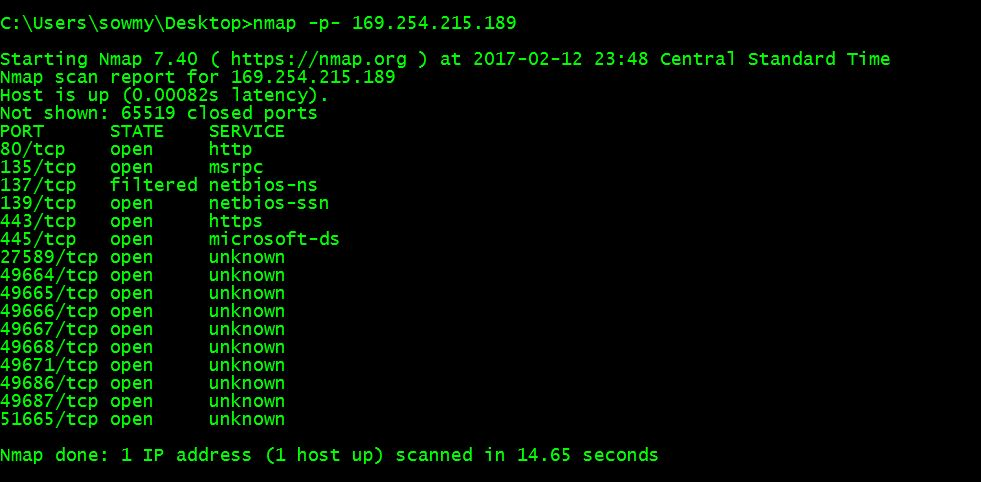 C:\Users\sowmy\Desktop>nmap -p- 169.254.215.189
Starting Nmap 7.40 ( https://nmap.org ) at 2017-02-12 23:48 Central Standard Time
Nmap scan report for 169.254.215.189
Host is up (0.00082s latency).
Not shown: 65519 closed ports
PORT      STATE    SERVICE
80/tcp    open     http
135/tcp   open     msrpc
137/tcp   filtered netbios-ns
139/tcp   open     netbios-ssn
443/tcp   open     https
445/tcp   open     microsoft-ds
27589/tcp open     unknown
49664/tcp open     unknown
49665/tcp open     unknown
49666/tcp open     unknown
49667/tcp open     unknown
49668/tcp open     unknown
49671/tcp open     unknown
49686/tcp open     unknown
49687/tcp open     unknown
51665/tcp open     unknown
Nmap done: 1 IP address (1 host up) scanned in 14.65 seconds